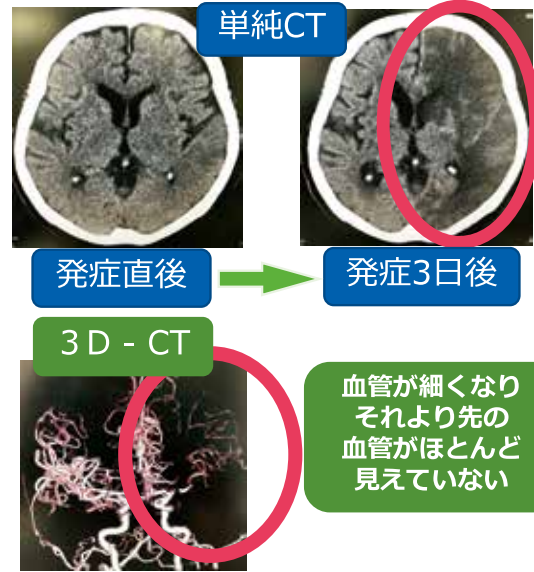 単純CT
発症直後
発症3日後
３Ｄ‐ＣＴ
血管が細くなり
それより先の
血管がほとんど
見えていない